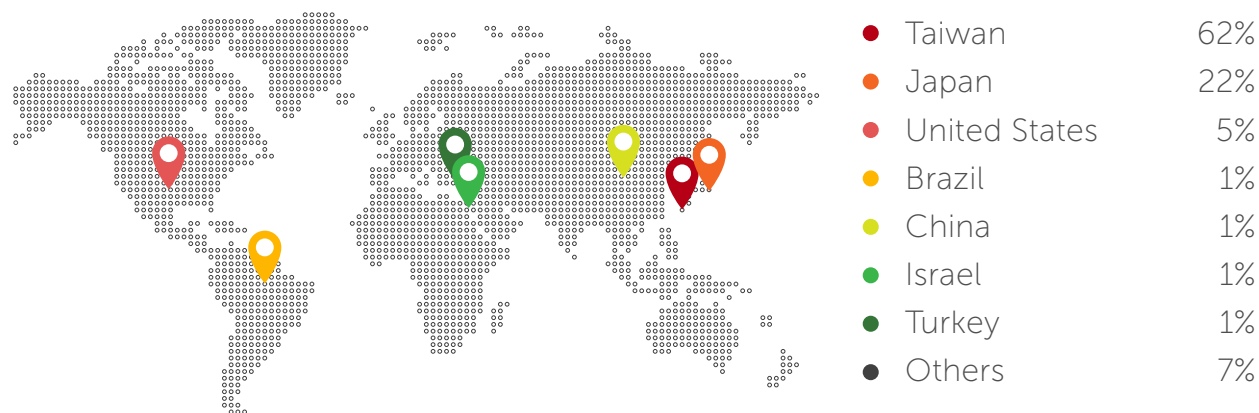 Taiwan 62%
Japan 22%
United States 5%
Brazil 1%
China 1%
Israel 1%
Turkey 1%
Others 7%